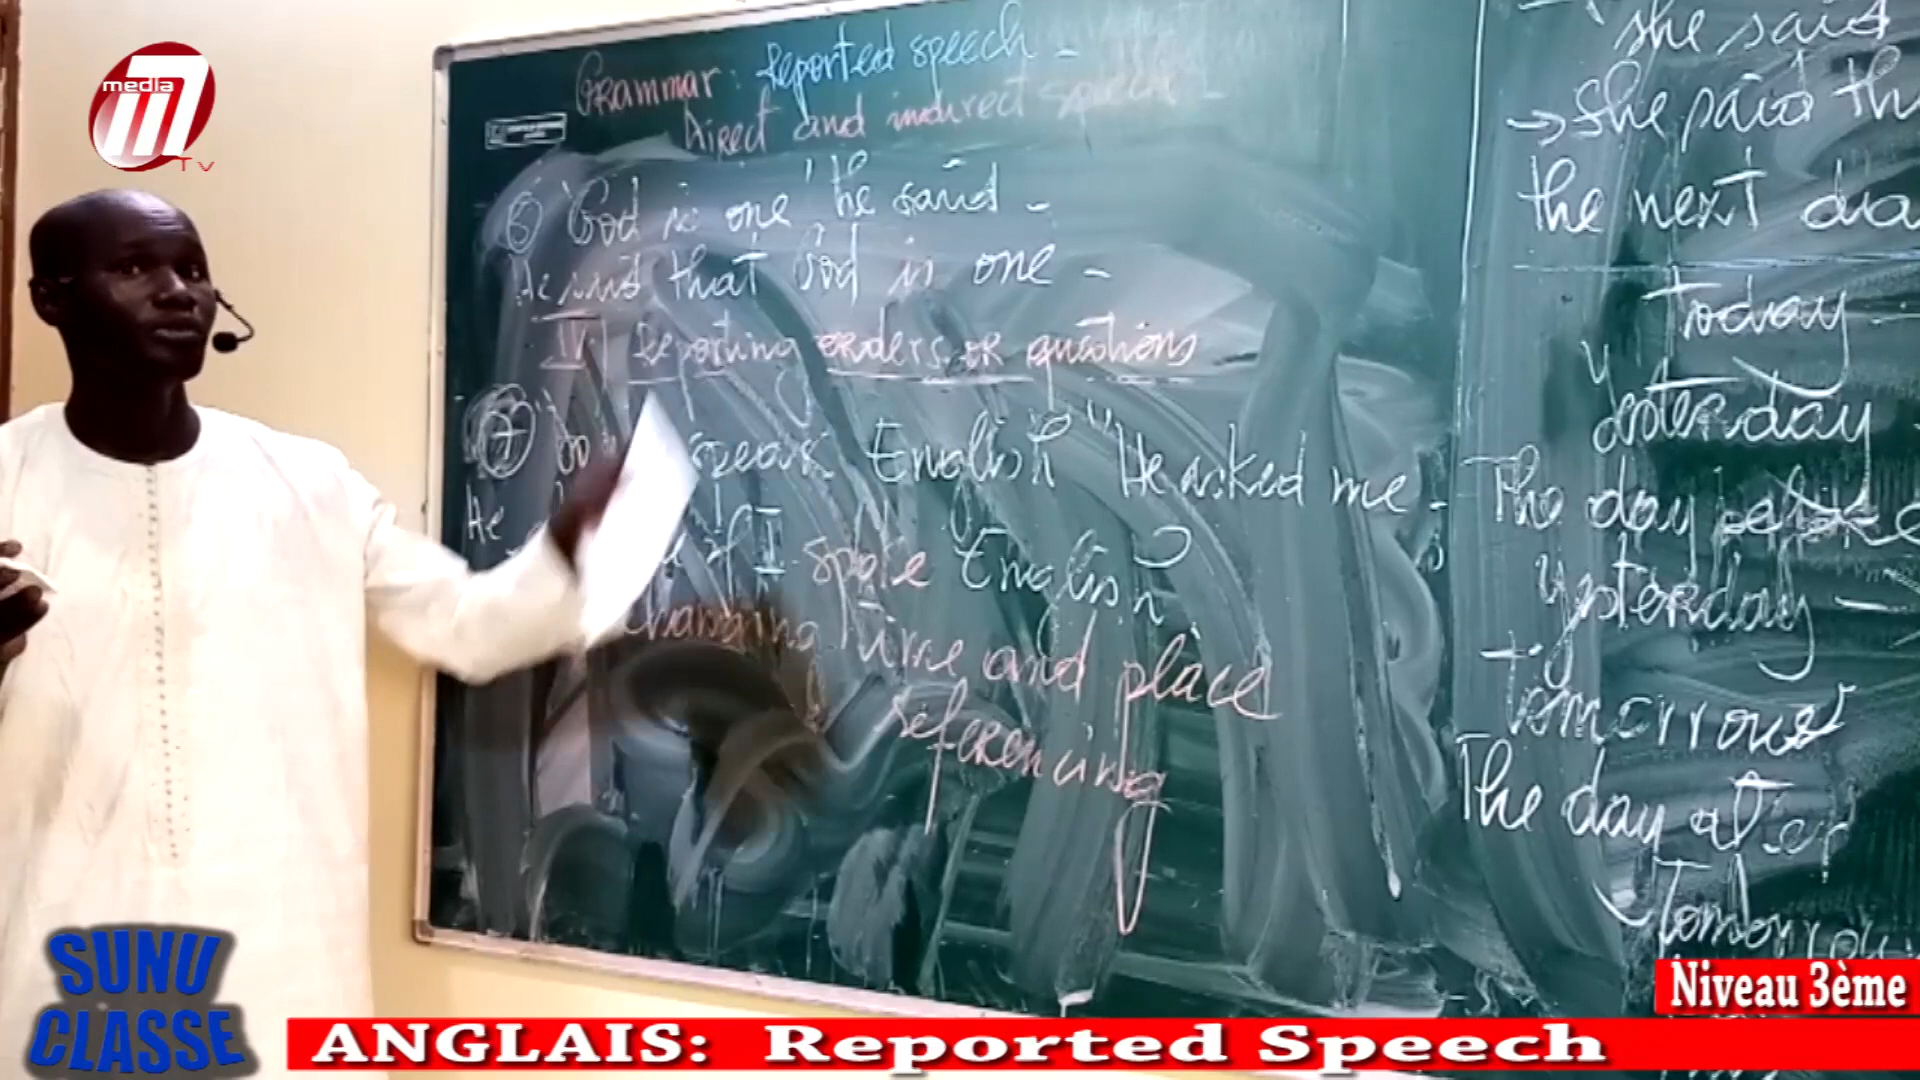 media
TV
Grammar: Reported speech -
Direct and indirect speech -
⑥ "God is one" he said -
He said that God is one -
IV) Reporting orders or questions
⑦ speak English" He asked me -
He if I spoke English
changing time and place
referencing
"she said
→ She said th
the next
today -
yesterday
The day
yesterday -
tomorrow
The day after
tomorrow
SUNU
CLASSE
Niveau 3ème
ANGLAIS: Reported Speech